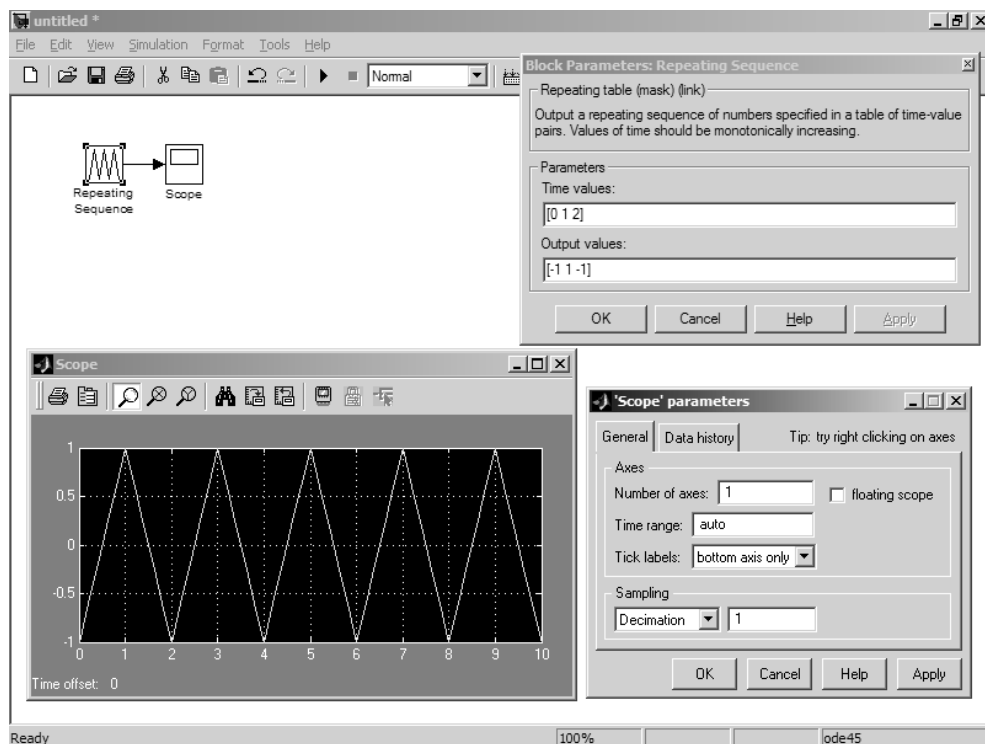 untitled *
File Edit View Simulation Format Tools Help
Normal
Repeating
Sequence
Scope
Block Parameters: Repeating Sequence
Repeating table (mask) (link)
Output a repeating sequence of numbers specified in a table of time-value
pairs. Values of time should be monotonically increasing.
Parameters
Time values:
[0 1 2]
Output values:
[-1 1 -1]
OK Cancel Help Apply
Scope
1
0.5
0
-0.5
-1
0 1 2 3 4 5 6 7 8 9 10
Time offset: 0
'Scope' parameters
General Data history Tip: try right clicking on axes
Axes
Number of axes: 1 floating scope
Time range: auto
Tick labels: bottom axis only
Sampling
Decimation 1
OK Cancel Help Apply
Ready 100% ode45